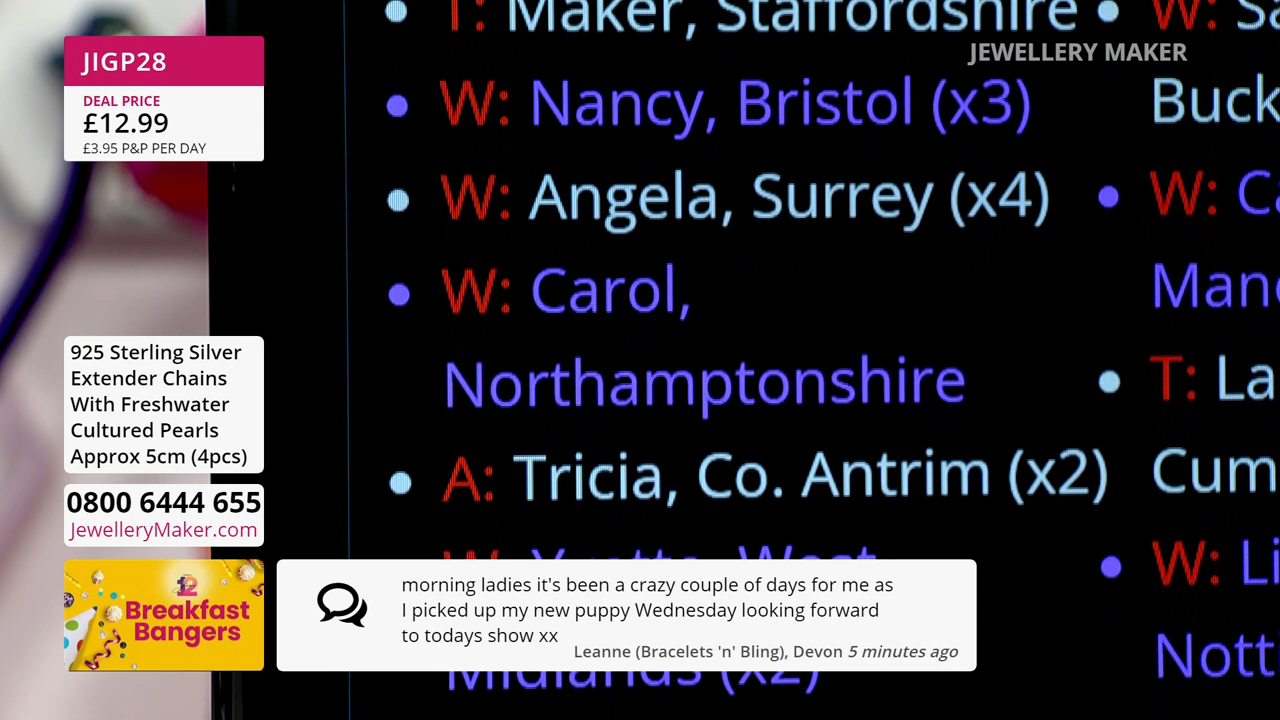 JIGP28
DEAL PRICE
£12.99
£3.95 P&P PER DAY
JEWELLERY MAKER
T: Maker, Staffordshire
W: Nancy, Bristol (x3)
W: Angela, Surrey (x4)
W: Carol,
Northamptonshire
A: Tricia, Co. Antrim (x2)
W:
Midlands (x2)
W:
Buck
W:
Man
T: La
Cum
W: Li
Nott
925 Sterling Silver
Extender Chains
With Freshwater
Cultured Pearls
Approx 5cm (4pcs)
0800 6444 655
JewelleryMaker.com
12
Breakfast
Bangers
morning ladies it's been a crazy couple of days for me as
I picked up my new puppy Wednesday looking forward
to todays show xx
Leanne (Bracelets 'n' Bling), Devon 5 minutes ago